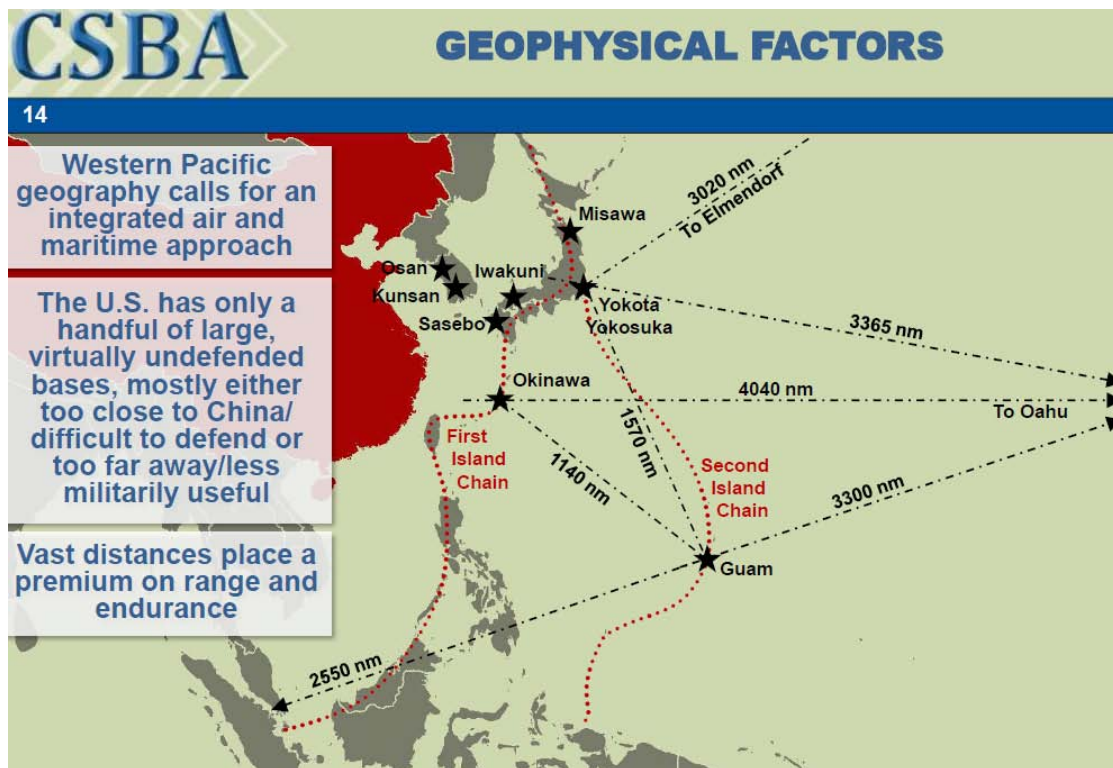 CSBA
GEOPHYSICAL FACTORS
14
Western Pacific
geography calls for an
integrated air and
maritime approach
The U.S. has only a
handful of large,
virtually undefended
bases, mostly either
too close to China/
difficult to defend or
too far away/less
militarily useful
Vast distances place a
premium on range and
endurance
3020 nm
To Elmendorf
Misawa
Osan
Iwakuni
Kunsan
Sasebo
Yokota
Yokosuka
3365 nm
Okinawa
4040 nm
To Oahu
First
Island
Chain
1570 nm
1140 nm
Second
Island
Chain
3300 nm
Guam
2550 nm